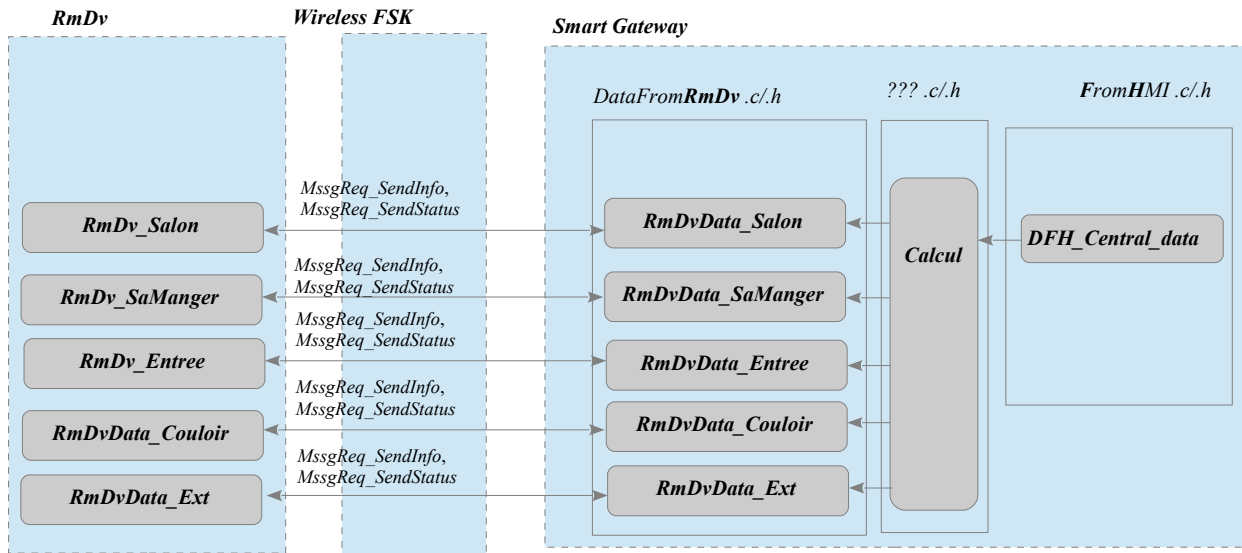 RmDv
Wireless FSK
Smart Gateway
DataFromRmDv .c/.h
??? .c/.h
FromHMI .c/.h
MssgReq_SendInfo,
MssgReq_SendStatus
RmDv_Salon
RmDvData_Salon
Calcul
DFH_Central_data
MssgReq_SendInfo,
MssgReq_SendStatus
RmDv_SaManger
RmDvData_SaManger
MssgReq_SendInfo,
MssgReq_SendStatus
RmDv_Entree
RmDvData_Entree
MssgReq_SendInfo,
MssgReq_SendStatus
RmDvData_Couloir
RmDvData_Couloir
MssgReq_SendInfo,
MssgReq_SendStatus
RmDvData_Ext
RmDvData_Ext